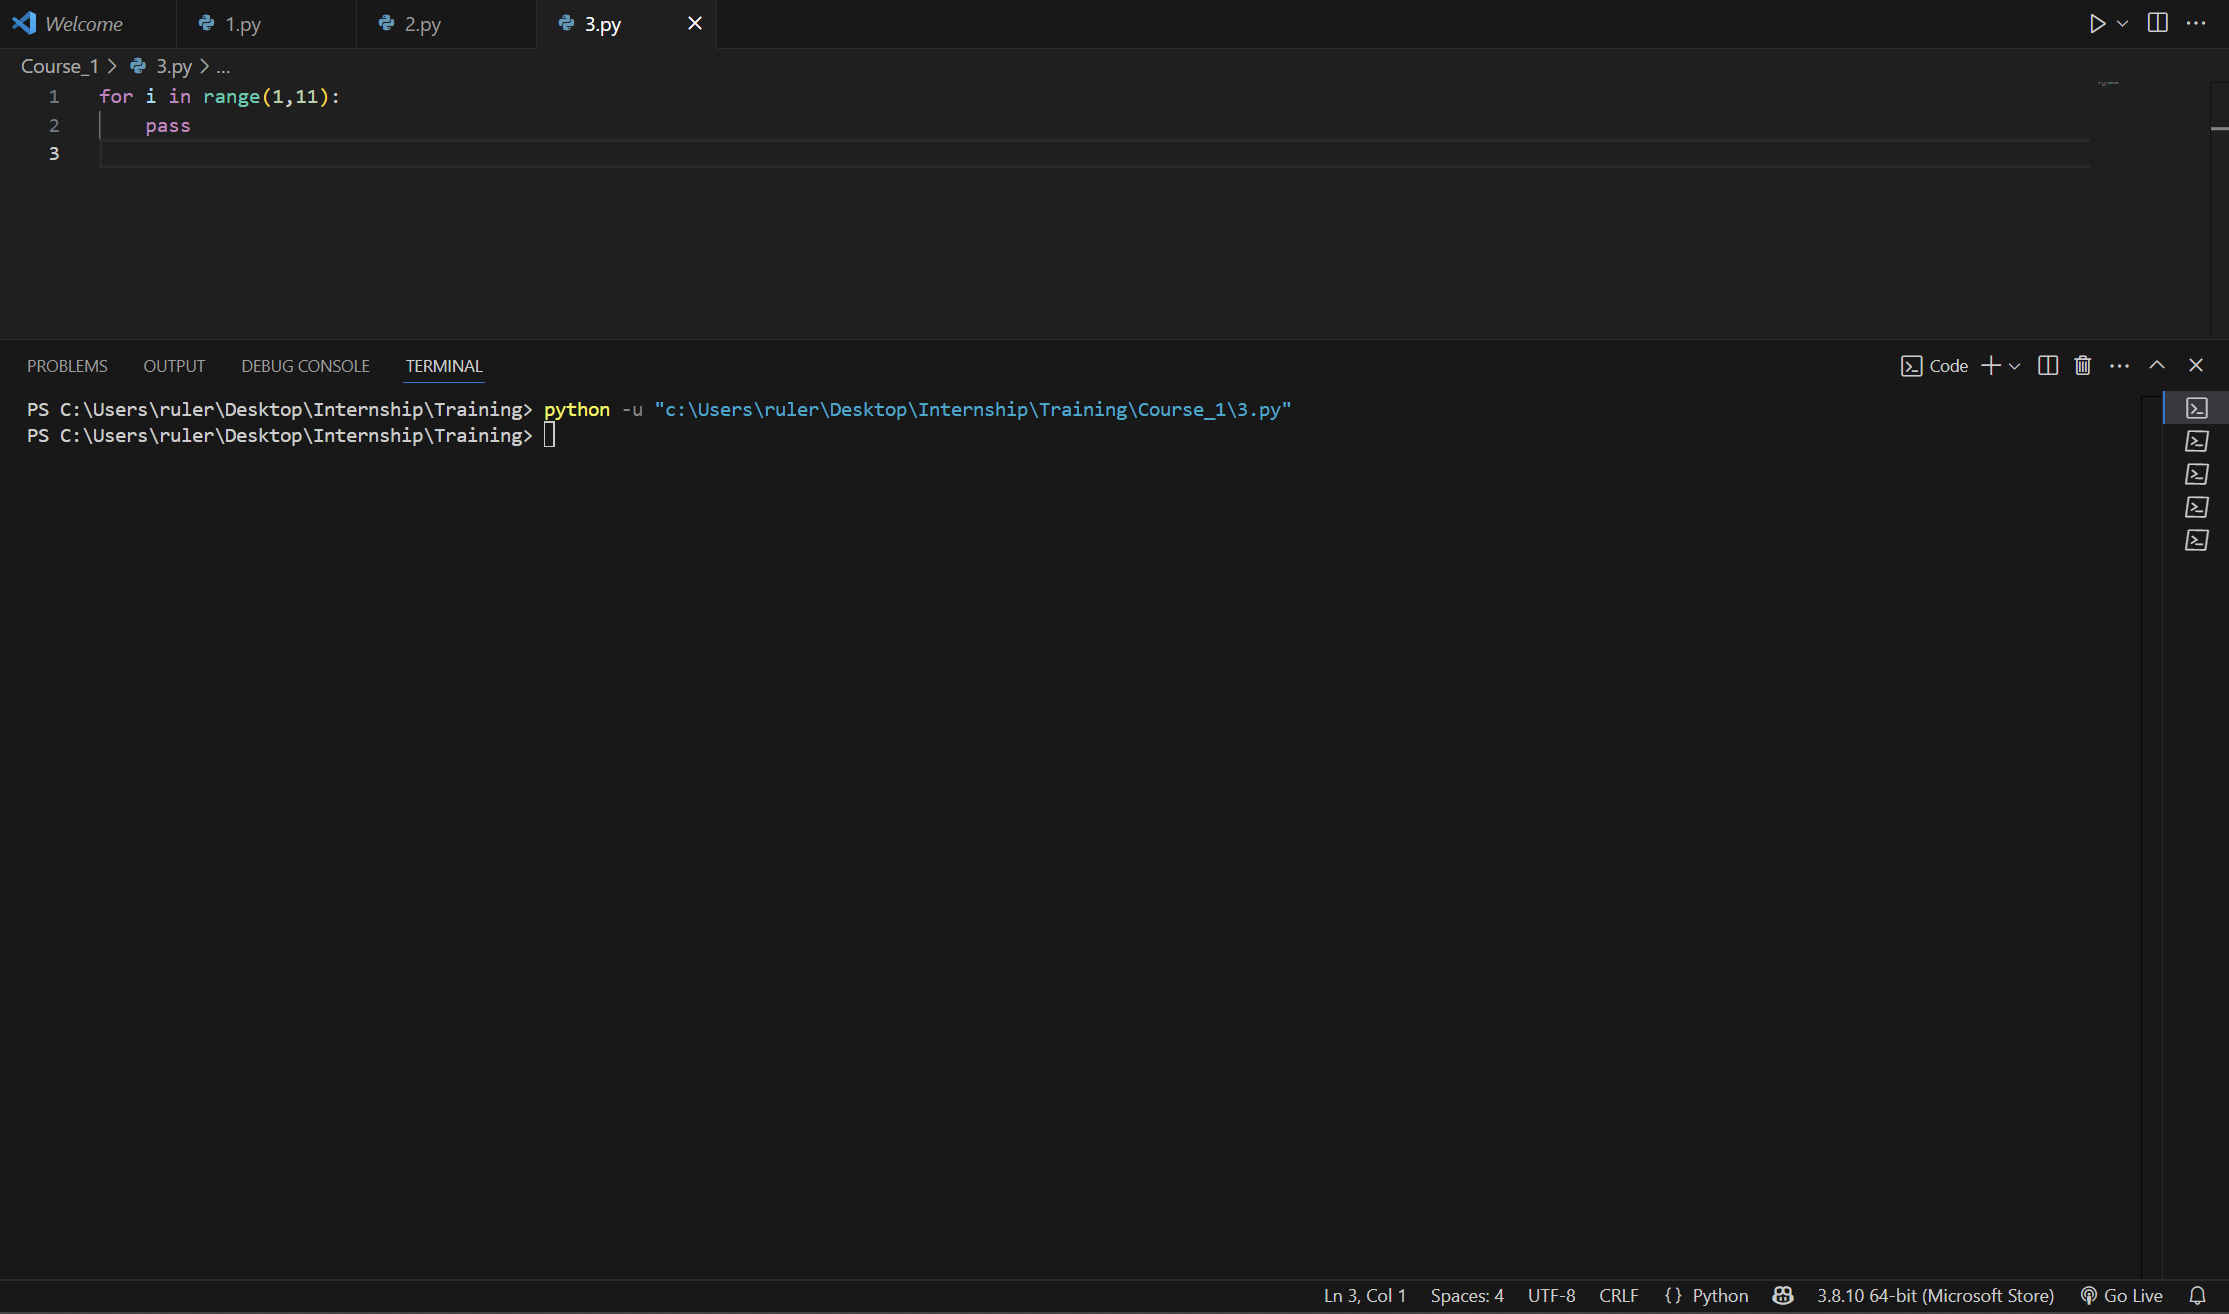 Welcome 1.py 2.py 3.py
Course_1 > 3.py > ...
1 for i in range(1,11):
2     pass
3
PROBLEMS OUTPUT DEBUG CONSOLE TERMINAL Code
PS C:\Users\ruler\Desktop\Internship\Training> python -u "c:\Users\ruler\Desktop\Internship\Training\Course_1\3.py"
PS C:\Users\ruler\Desktop\Internship\Training>
Ln 3, Col 1 Spaces: 4 UTF-8 CRLF {} Python 3.8.10 64-bit (Microsoft Store) Go Live